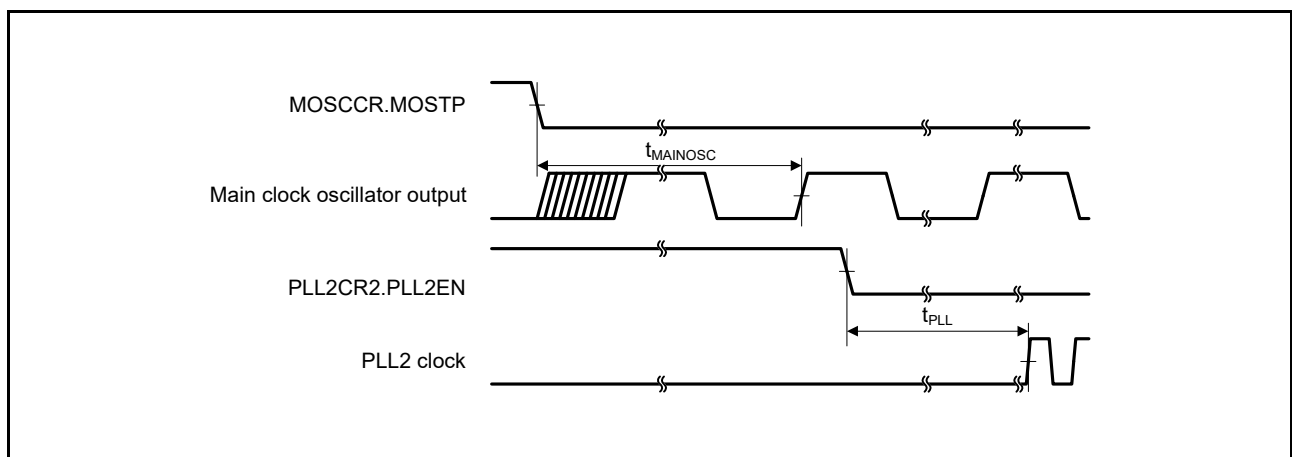 MOSCCR.MOSTP
tMAINOSC
Main clock oscillator output
PLL2CR2.PLL2EN
tPLL
PLL2 clock